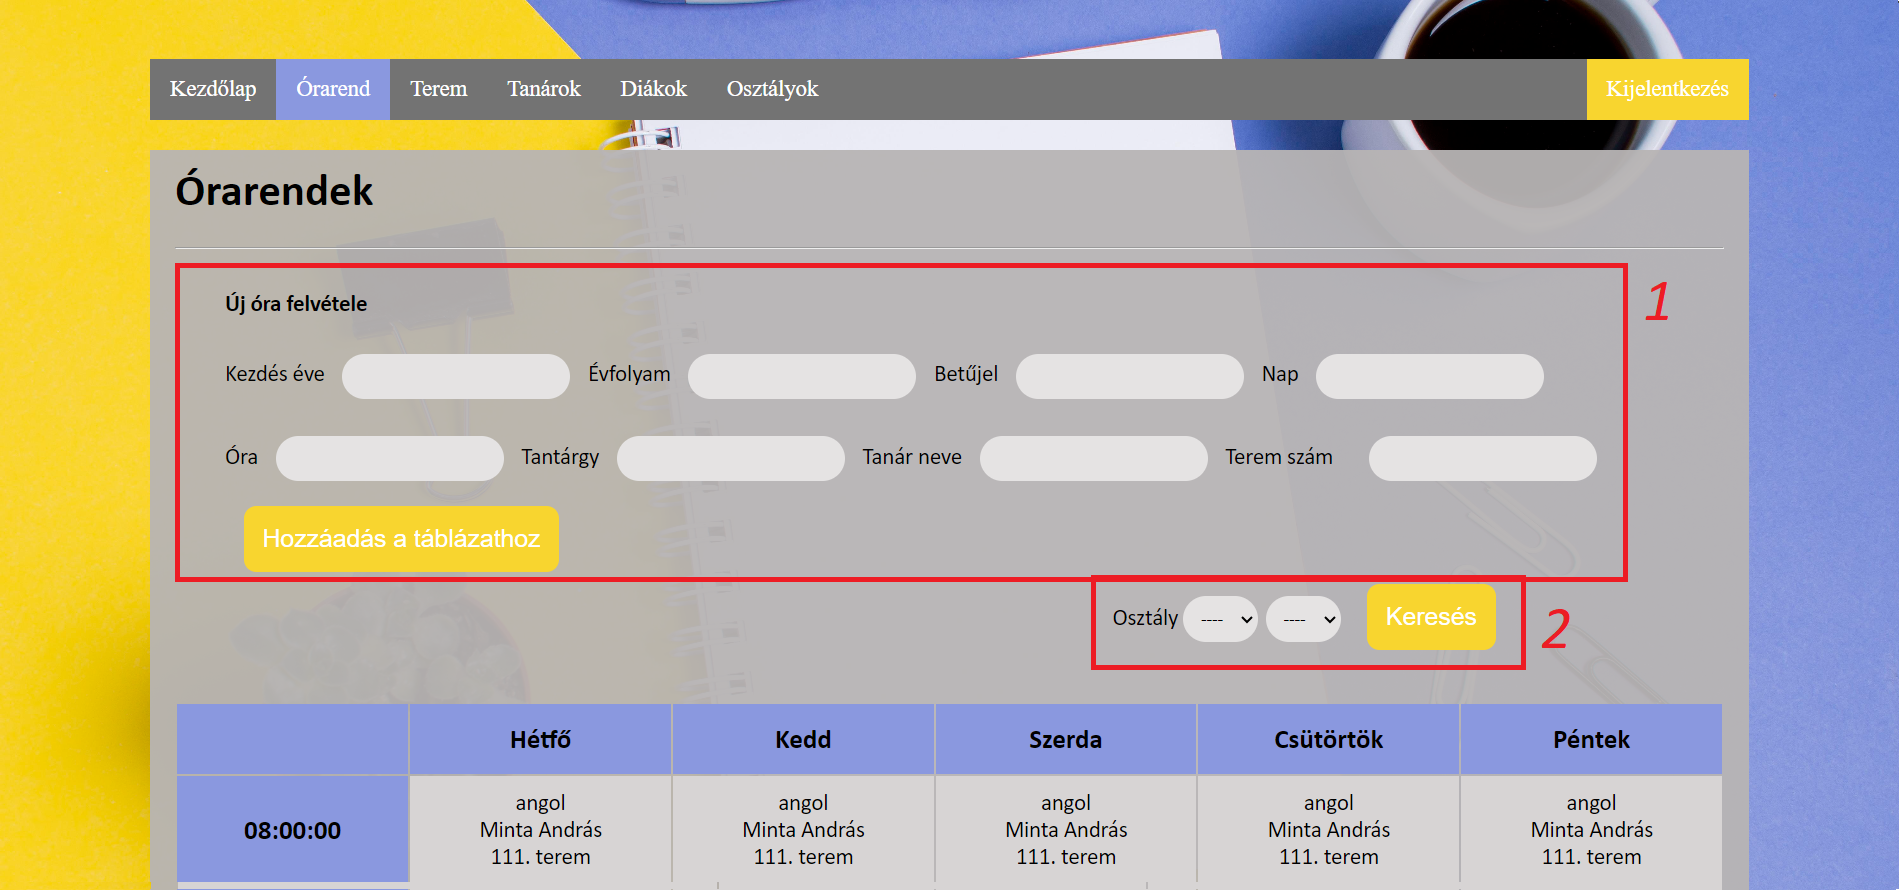 Kezdőlap Órarend Terem Tanárok Diákok Osztályok Kijelentkezés
Órarendek
1
Új óra felvétele
Kezdés éve Évfolyam Betűjel Nap
Óra Tantárgy Tanár neve Terem szám
Hozzáadás a táblázathoz
Osztály ---- ---- Keresés
2
Hétfő Kedd Szerda Csütörtök Péntek
angol angol angol angol angol
08:00:00 Minta András Minta András Minta András Minta András Minta András
111. terem 111. terem 111. terem 111. terem 111. terem